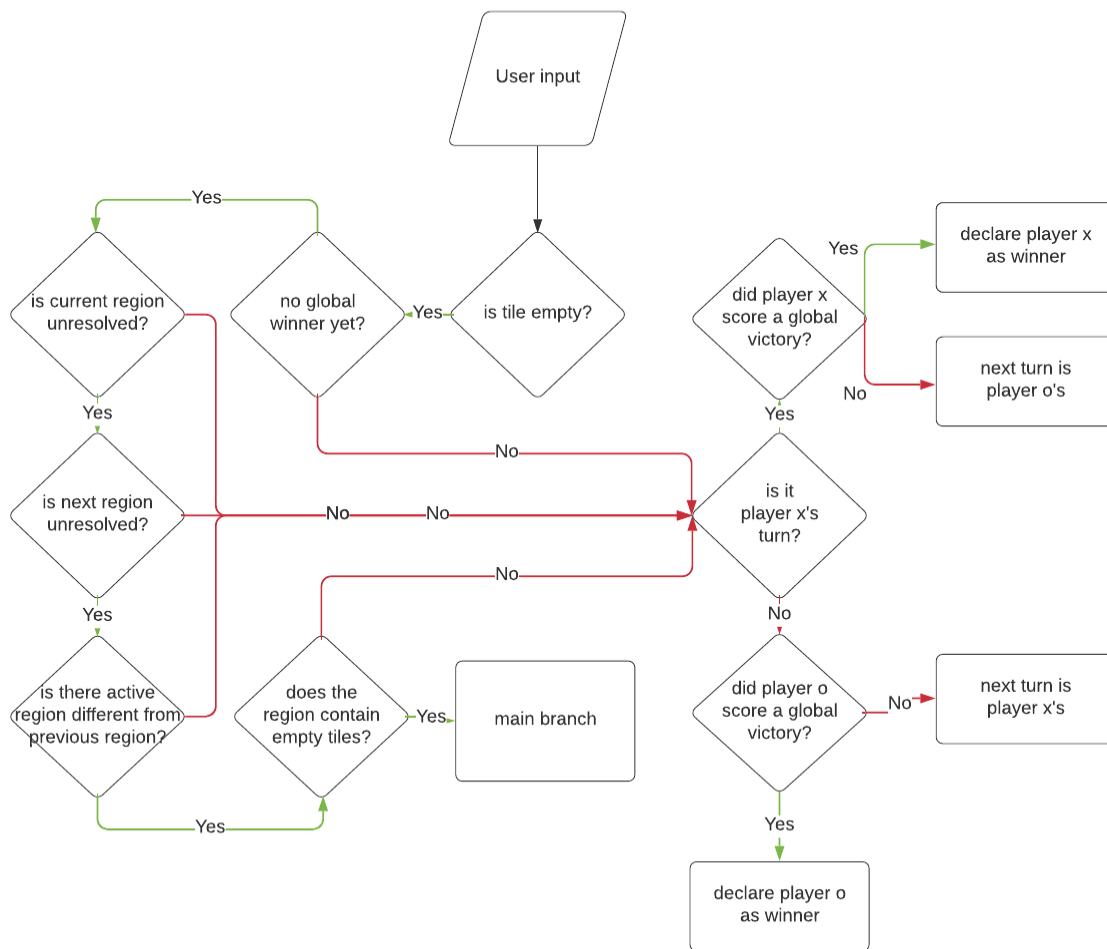 User input
Yes
is current region
unresolved?
no global
winner yet?
Yes
is tile empty?
did player x
score a global
victory?
Yes
declare player x
as winner
No
next turn is
player o's
Yes
Yes
No
is next region
unresolved?
No
No
is it
player x's
turn?
No
Yes
No
is there active
region different from
previous region?
does the
region contain
empty tiles?
Yes
main branch
did player o
score a global
victory?
No
next turn is
player x's
Yes
Yes
declare player o
as winner